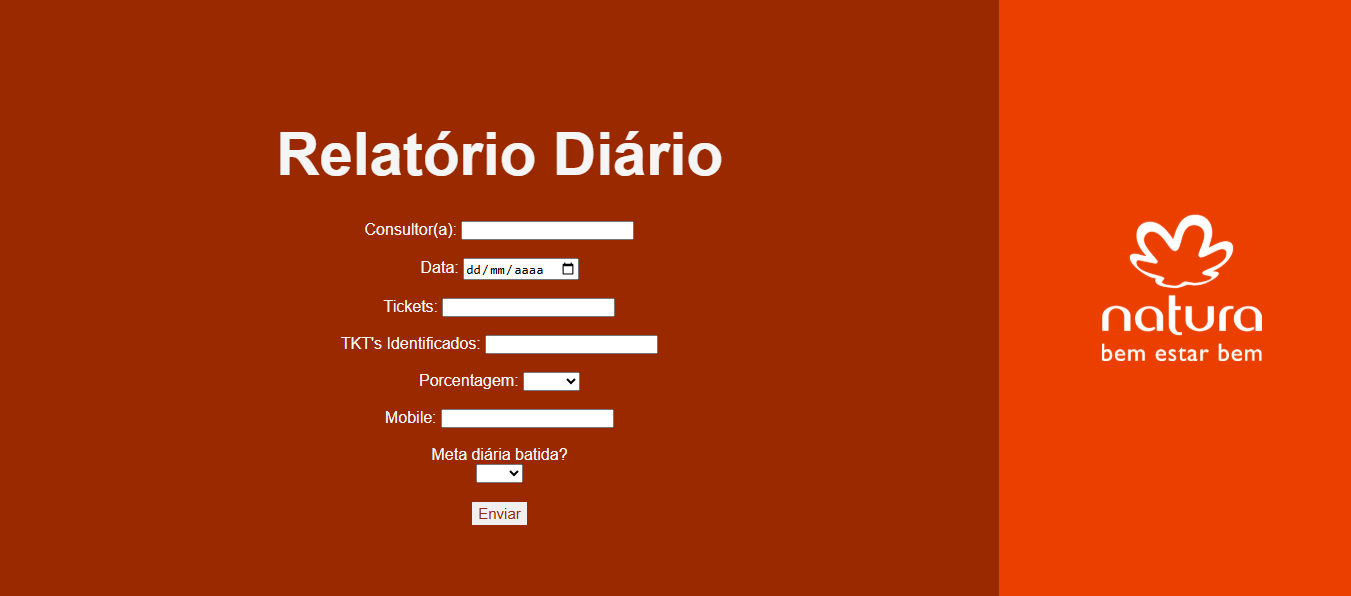 Relatório Diário
Consultor(a):
Data: dd/mm/aaaa
Tickets:
TKT's Identificados:
Porcentagem:
Mobile:
Meta diária batida?
Enviar
natura
bem estar bem